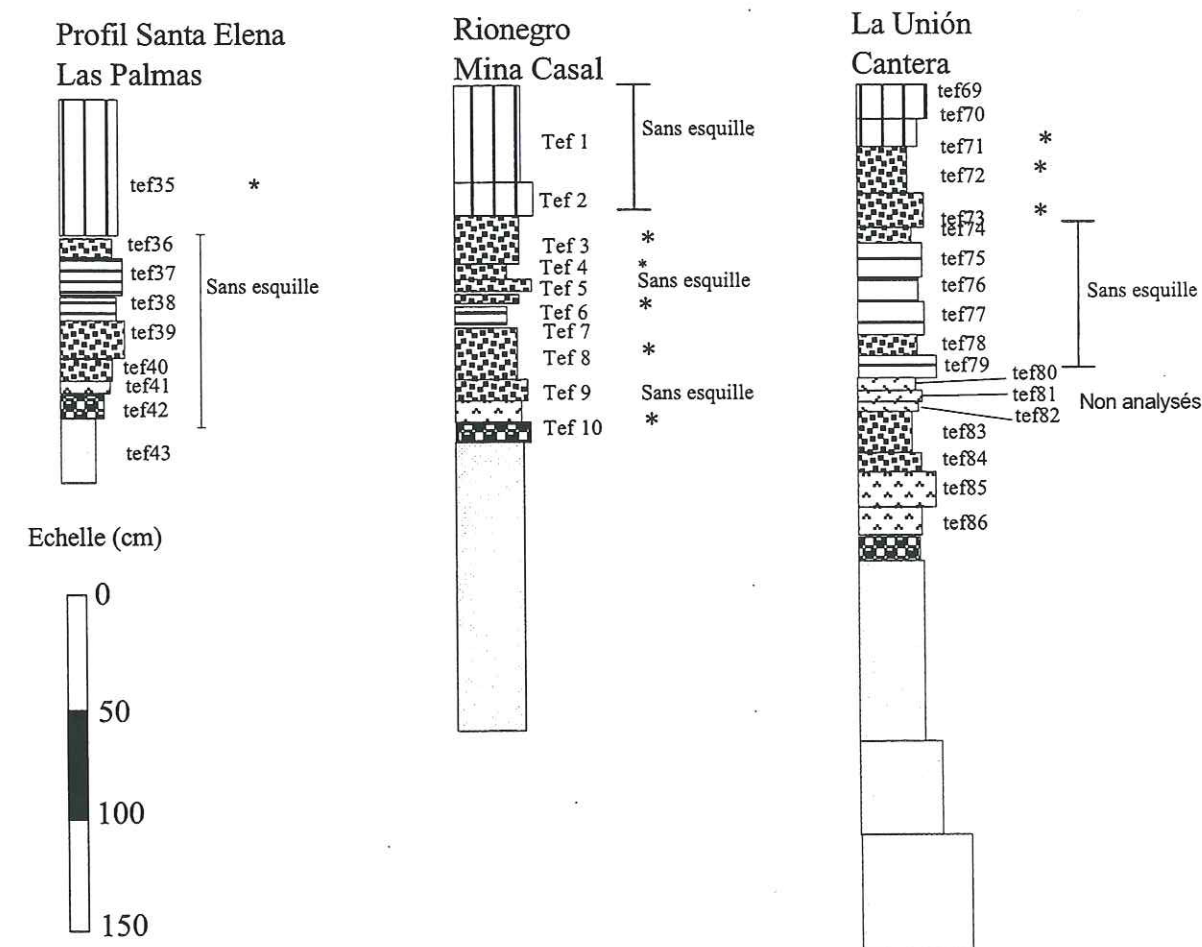 Profil Santa Elena
Las Palmas
tef35 *
tef36
tef37
tef38
tef39
tef40
tef41
tef42
tef43
Sans esquille
Echelle (cm)
0
50
100
150
Rionegro
Mina Casal
Tef 1
Tef 2
Sans esquille
Tef 3 *
Tef 4 *
Tef 5 Sans esquille
Tef 6 *
Tef 7
Tef 8 *
Tef 9 Sans esquille
Tef 10 *
La Unión
Cantera
tef69
tef70
tef71 *
tef72 *
tef73 *
tef74
tef75
tef76
tef77
tef78
tef79
Sans esquille
tef80
tef81
tef82
Non analysés
tef83
tef84
tef85
tef86